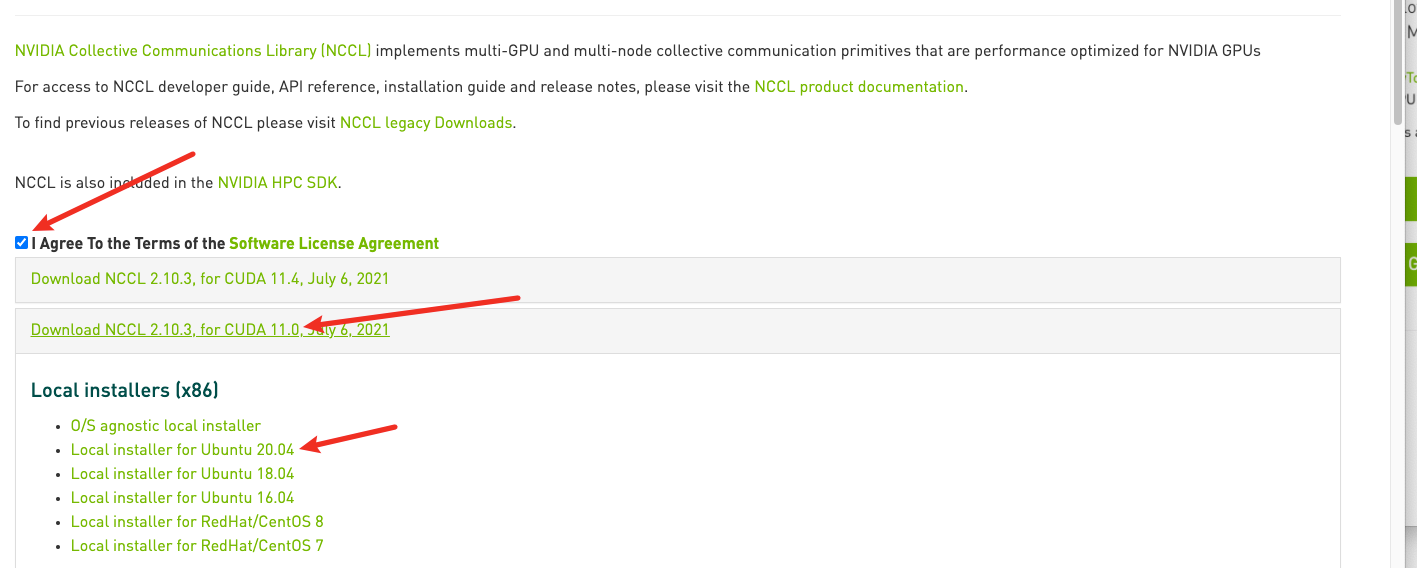 NVIDIA Collective Communications Library (NCCL) implements multi-GPU and multi-node collective communication primitives that are performance optimized for NVIDIA GPUs
For access to NCCL developer guide, API reference, installation guide and release notes, please visit the NCCL product documentation.
To find previous releases of NCCL please visit NCCL legacy Downloads.
NCCL is also included in the NVIDIA HPC SDK.
I Agree To the Terms of the Software License Agreement
Download NCCL 2.10.3, for CUDA 11.4, July 6, 2021
Download NCCL 2.10.3, for CUDA 11.0, July 6, 2021
Local installers (x86)
O/S agnostic local installer
Local installer for Ubuntu 20.04
Local installer for Ubuntu 18.04
Local installer for Ubuntu 16.04
Local installer for RedHat/CentOS 8
Local installer for RedHat/CentOS 7